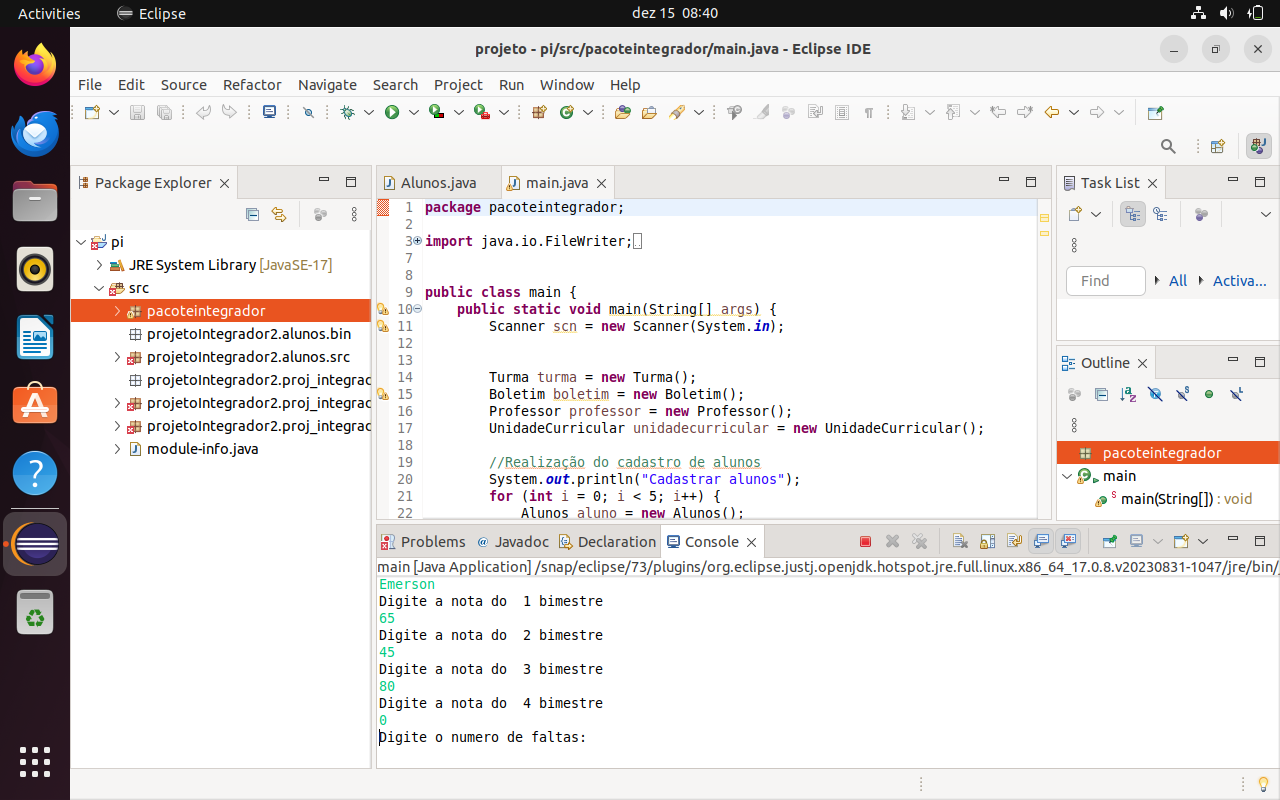 Activities
Eclipse
dez 15 08:40
projeto - pi/src/pacoteintegrador/main.java - Eclipse IDE
File Edit Source Refactor Navigate Search Project Run Window Help
Package Explorer
pi
JRE System Library [JavaSE-17]
src
pacoteintegrador
projetoIntegrador2.alunos.bin
projetoIntegrador2.alunos.src
projetoIntegrador2.proj_integrad
projetoIntegrador2.proj_integrad
projetoIntegrador2.proj_integrad
module-info.java
Alunos.java
main.java
1 package pacoteintegrador;
2
3 import java.io.FileWriter;
7
8
9 public class main {
10 public static void main(String[] args) {
11 Scanner scn = new Scanner(System.in);
12
13
14 Turma turma = new Turma();
15 Boletim boletim = new Boletim();
16 Professor professor = new Professor();
17 UnidadeCurricular unidadecurricular = new UnidadeCurricular();
18
19 //Realização do cadastro de alunos
20 System.out.println("Cadastrar alunos");
21 for (int i = 0; i < 5; i++) {
22 Alunos aluno = new Alunos();
Task List
Find
All
Activa...
Outline
pacoteintegrador
main
main(String[]) : void
Problems
Javadoc
Declaration
Console
main [Java Application] /snap/eclipse/73/plugins/org.eclipse.justj.openjdk.hotspot.jre.full.linux.x86_64_17.0.8.v20230831-1047/jre/bin/
Emerson
Digite a nota do  1 bimestre
65
Digite a nota do  2 bimestre
45
Digite a nota do  3 bimestre
80
Digite a nota do  4 bimestre
0
Digite o numero de faltas: